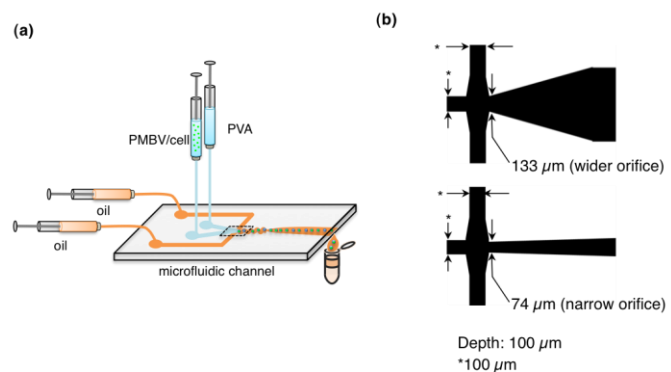 (a)
PMBV/cell
PVA
oil
oil
microfluidic channel
(b)
*
*
133 µm (wider orifice)
*
*
74 µm (narrow orifice)
Depth: 100 µm
*100 µm